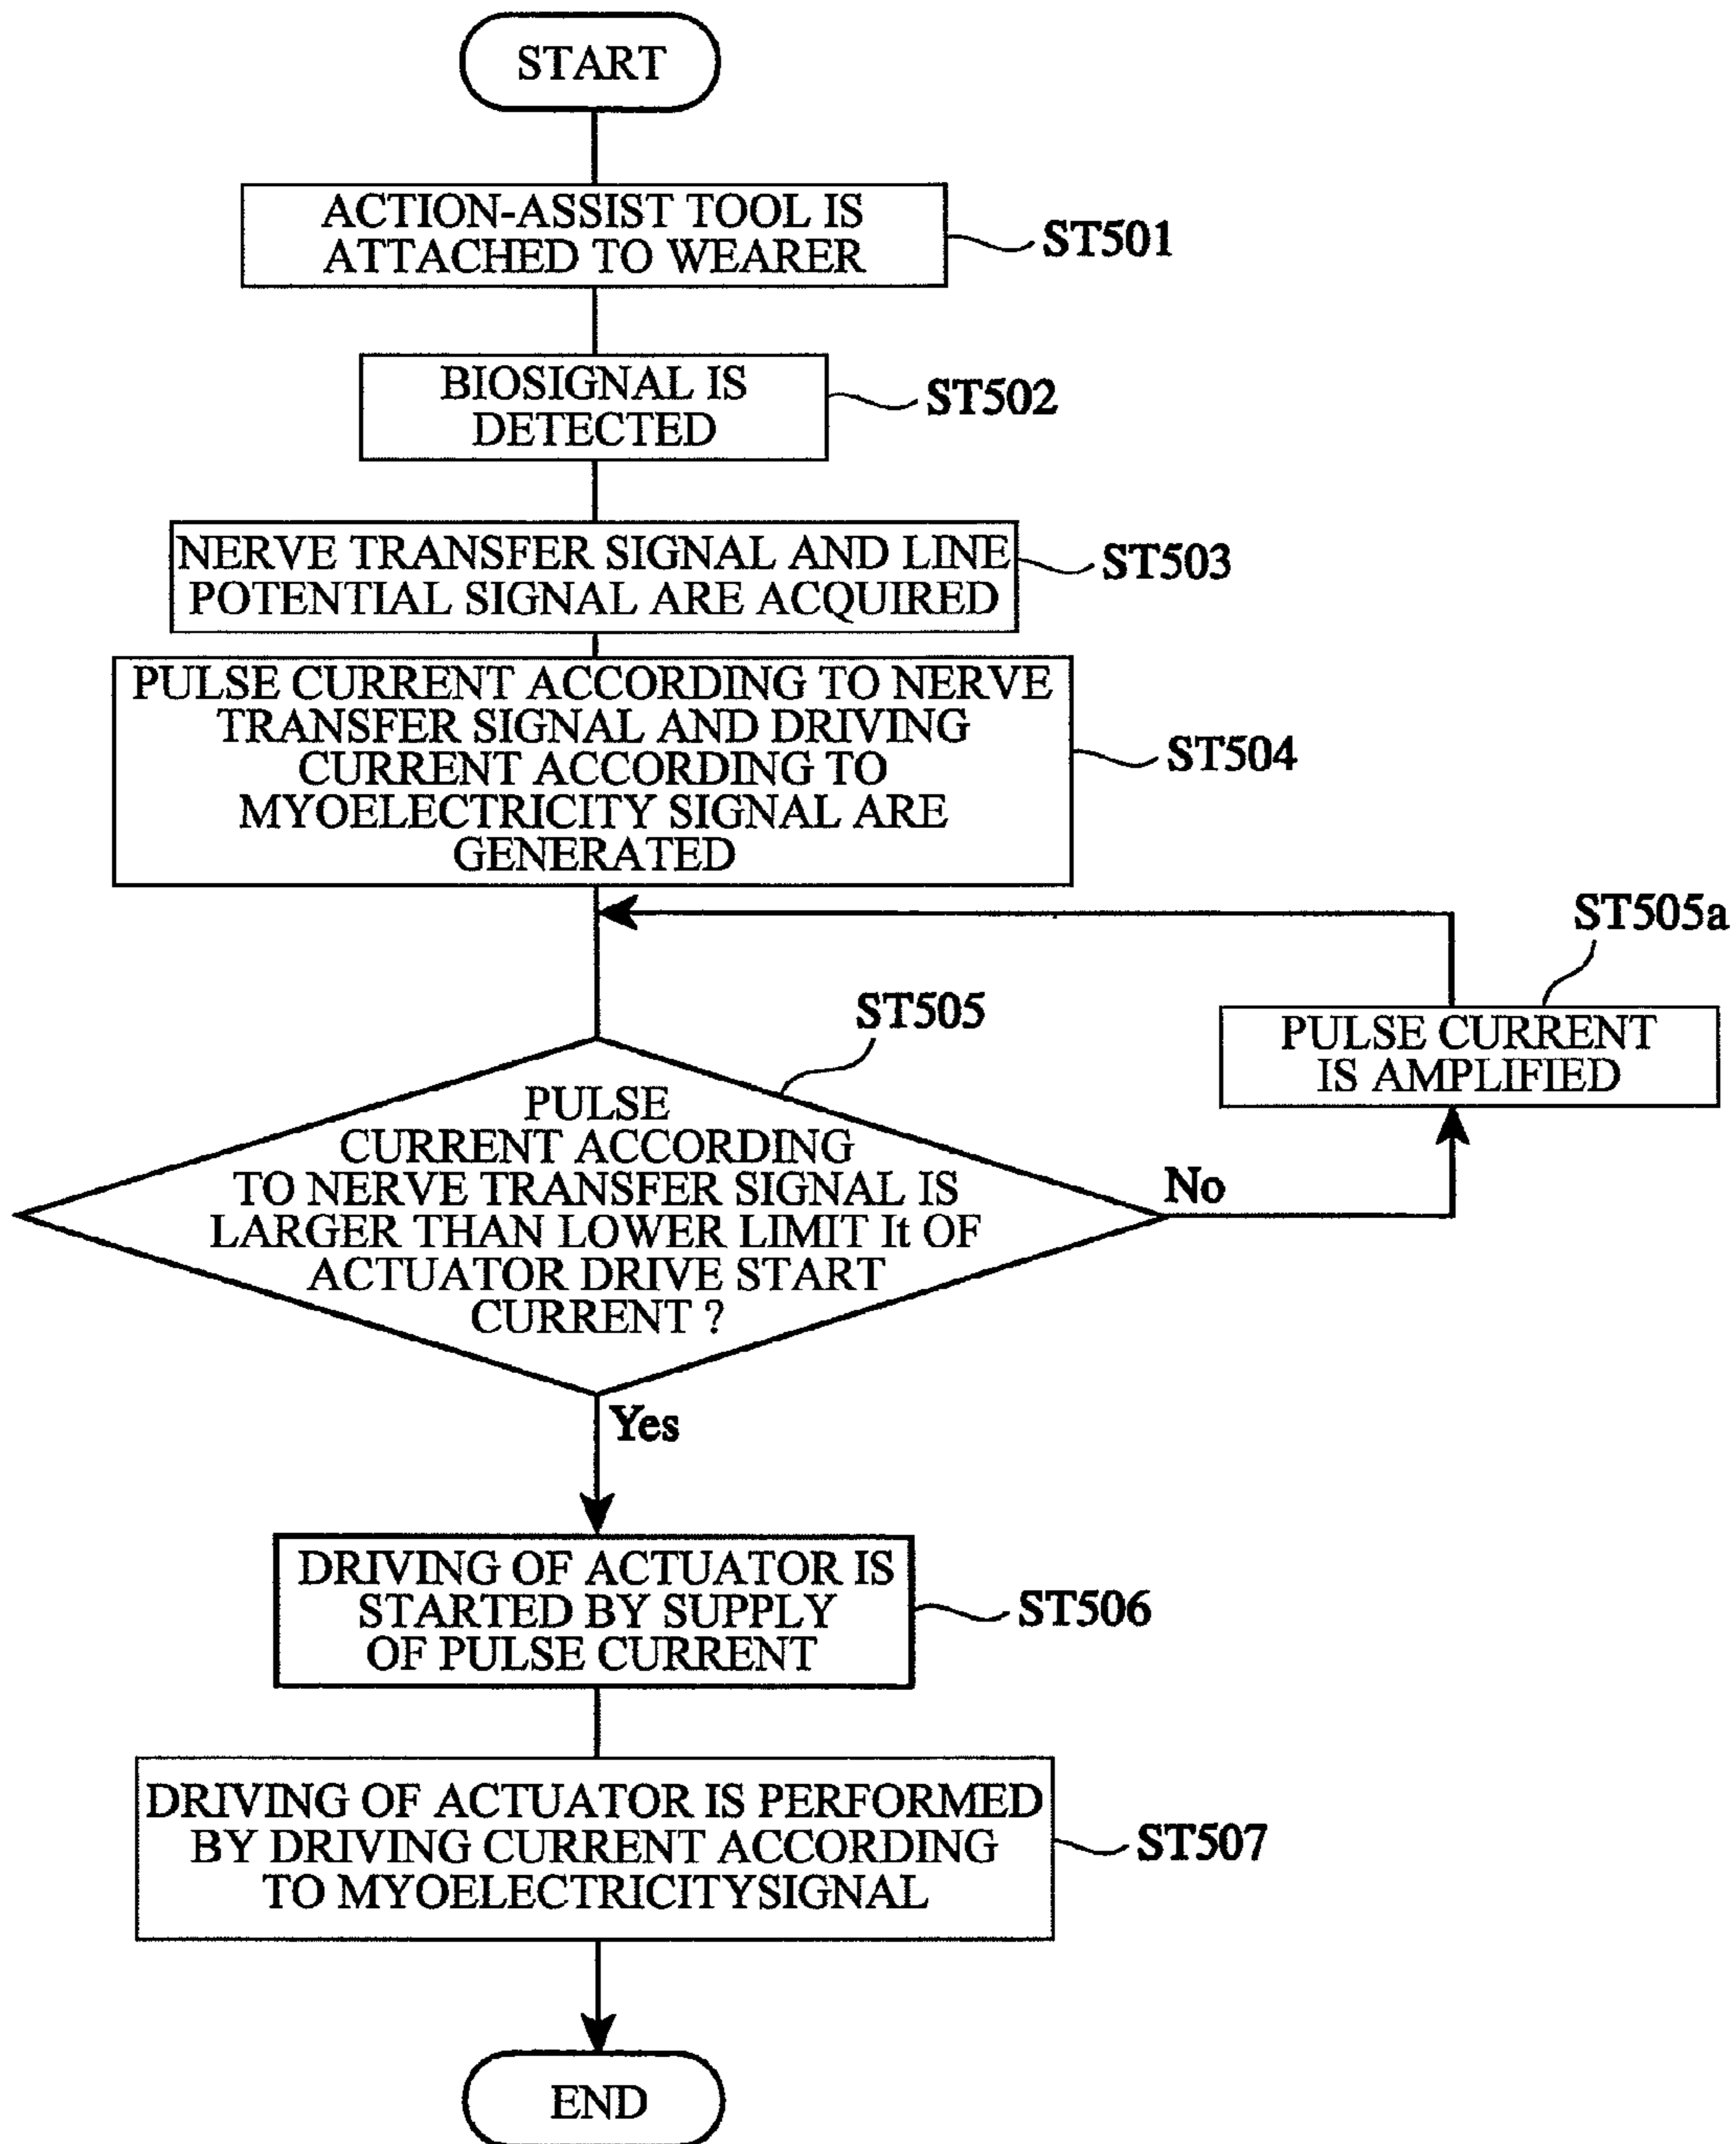 START
ACTION-ASSIST TOOL IS
ATTACHED TO WEARER
ST501
BIOSIGNAL IS
DETECTED
ST502
NERVE TRANSFER SIGNAL AND LINE
POTENTIAL SIGNAL ARE ACQUIRED
ST503
PULSE CURRENT ACCORDING TO NERVE
TRANSFER SIGNAL AND DRIVING
CURRENT ACCORDING TO
MYOELECTRICITY SIGNAL ARE
GENERATED
ST504
ST505a
PULSE CURRENT
IS AMPLIFIED
ST505
PULSE
CURRENT ACCORDING
TO NERVE TRANSFER SIGNAL IS
LARGER THAN LOWER LIMIT It OF
ACTUATOR DRIVE START
CURRENT ?
No
Yes
DRIVING OF ACTUATOR IS
STARTED BY SUPPLY
OF PULSE CURRENT
ST506
DRIVING OF ACTUATOR IS PERFORMED
BY DRIVING CURRENT ACCORDING
TO MYOELECTRICITYSIGNAL
ST507
END